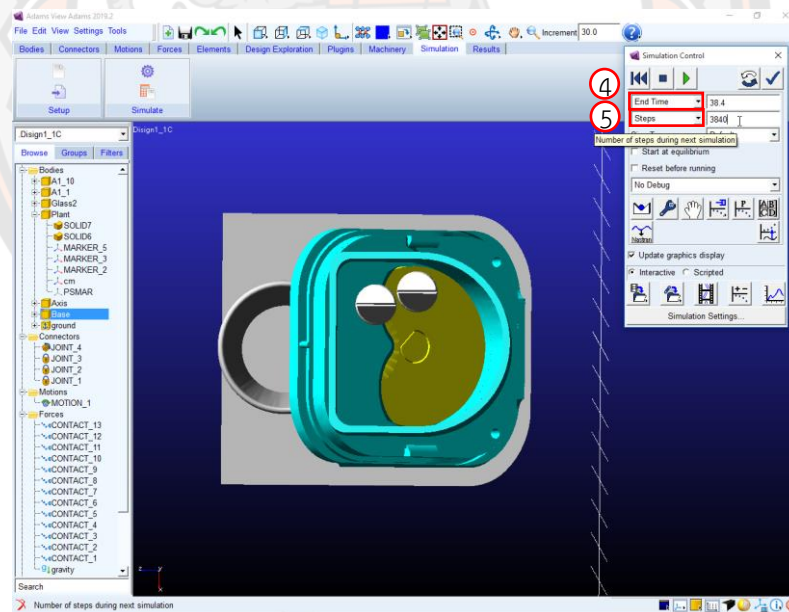 Adams View Adams 2019.2
File Edit View Settings Tools
Increment 30.0
Bodies Connectors Motions Forces Elements Design Exploration Plugins Machinery Simulation Results
Setup
Simulate
Disign1_1C
Browse Groups Filters
Bodies
A1_10
A1_1
Glass2
Plant
SOLID7
SOLID6
MARKER_5
MARKER_3
MARKER_2
cm
PSMAR
Axis
Base
ground
Connectors
JOINT_4
JOINT_3
JOINT_2
JOINT_1
Motions
MOTION_1
Forces
CONTACT_13
CONTACT_12
CONTACT_11
CONTACT_10
CONTACT_9
CONTACT_8
CONTACT_7
CONTACT_6
CONTACT_5
CONTACT_4
CONTACT_3
CONTACT_2
CONTACT_1
gravity
Search
Number of steps during next simulation
Disign1_1C
z y
x
Simulation Control
4
End Time 38.4
5
Steps 3840
Number of steps during next simulation
Start at equilibrium
Reset before running
No Debug
Nastran
Update graphics display
Interactive Scripted
Simulation Settings...